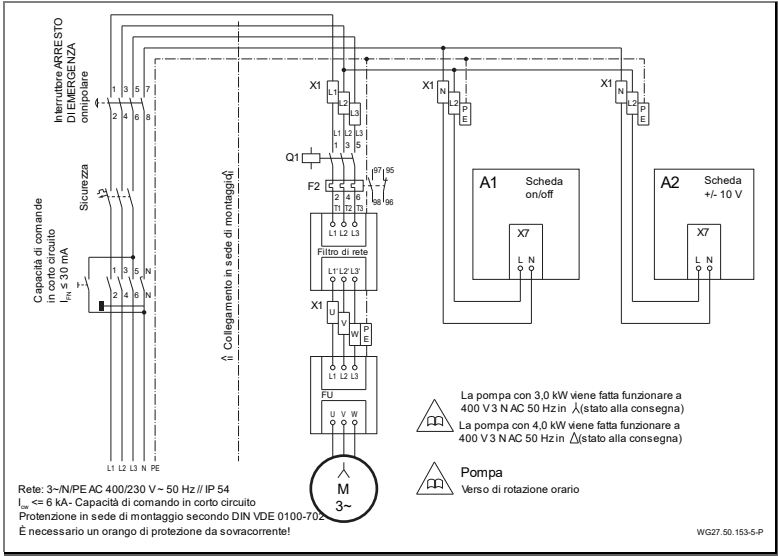 Interruttore ARRESTO
DI EMERGENZA
onnipolare
1 3 5 7
2 4 6 8
Sicurezza
Capacità di comande
in corto circuito
I_FN ≤ 30 mA
1 3 5 N
2 4 6 N
L1 L2 L3 N PE
<= Collegamento in sede di montaggio =>
X1
L1
L2
L3
L1 L2 L3
1 3 5
Q1
F2
97 95
98 96
2 4 6
T1 T2 T3
L1 L2 L3
Filtro di rete
L1' L2' L3'
X1
U
V
W
PE
L1 L2 L3
FU
U V W
M
3~
X1
N
L2
PE
A1
Scheda
on/off
X7
L N
X1
N
L2
PE
A2
Scheda
+/- 10 V
X7
L N
La pompa con 3,0 kW viene fatta funzionare a
400 V 3 N AC 50 Hz in ⅄ (stato alla consegna)
La pompa con 4,0 kW viene fatta funzionare a
400 V 3 N AC 50 Hz in △ (stato alla consegna)
Pompa
Verso di rotazione orario
Rete: 3~/N/PE AC 400/230 V ~ 50 Hz // IP 54
I_cw <= 6 kA- Capacità di comando in corto circuito
Protenzione in sede di montaggio secondo DIN VDE 0100-702
È necessario un orango di protezione da sovracorrente!
WG27.50.153-5-P